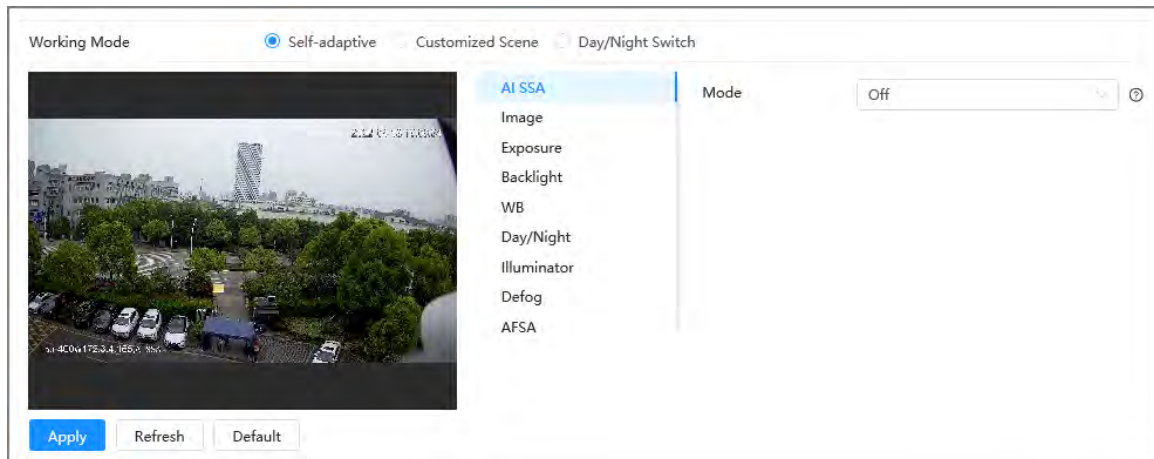 Working Mode Self-adaptive Customized Scene Day/Night Switch
AI SSA
Mode Off
Image
Exposure
Backlight
WB
Day/Night
Illuminator
Defog
AFSA
Apply Refresh Default